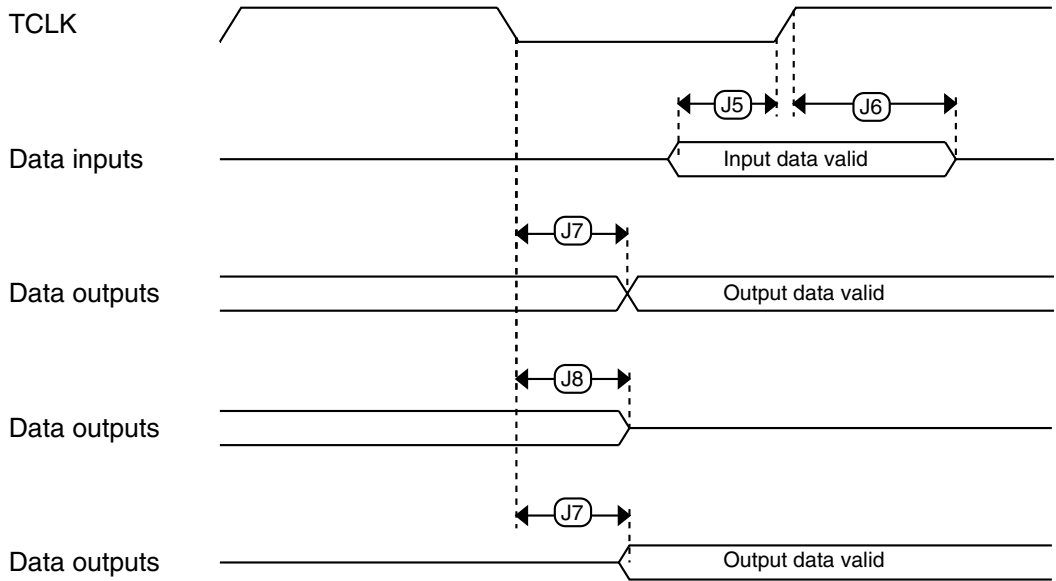 TCLK
J5
J6
Data inputs
Input data valid
J7
Data outputs
Output data valid
J8
Data outputs
J7
Data outputs
Output data valid